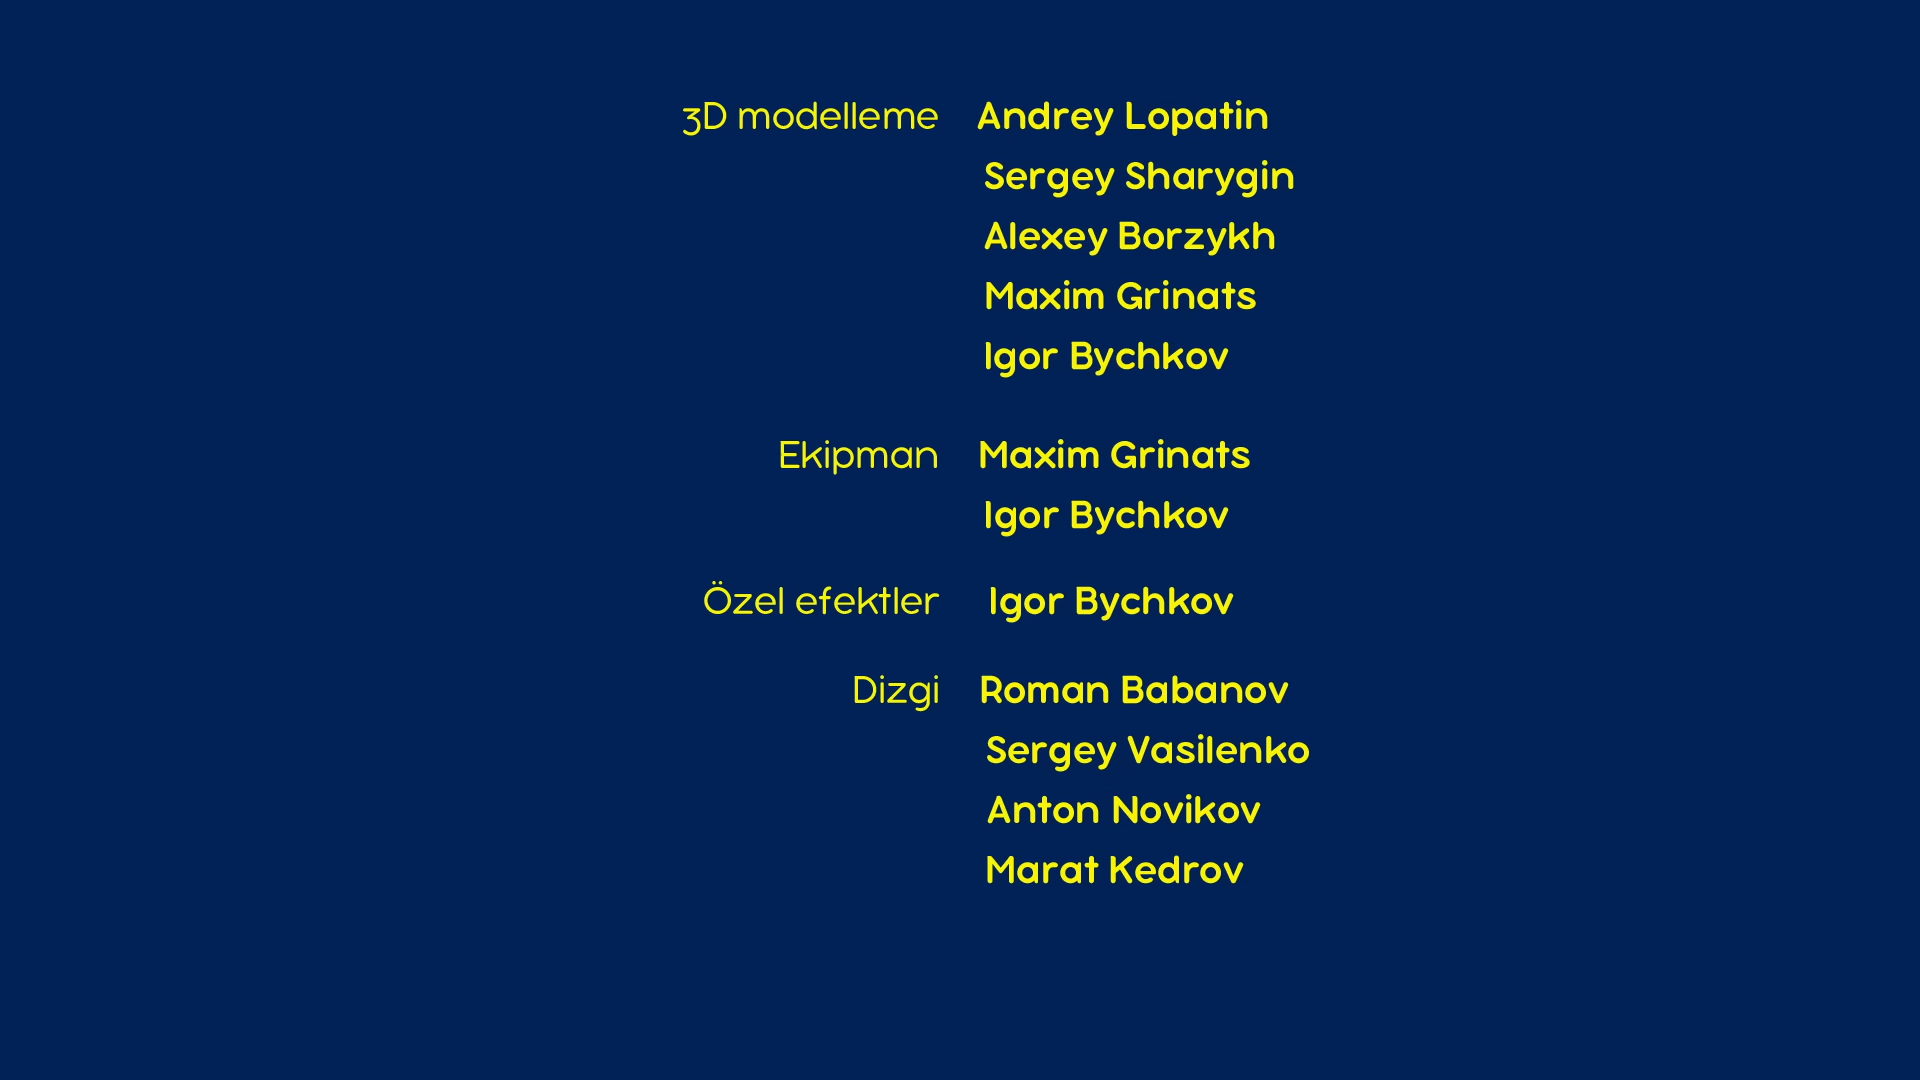 3D modelleme Andrey Lopatin
Sergey Sharygin
Alexey Borzykh
Maxim Grinats
Igor Bychkov
Ekipman Maxim Grinats
Igor Bychkov
Özel efektler Igor Bychkov
Dizgi Roman Babanov
Sergey Vasilenko
Anton Novikov
Marat Kedrov